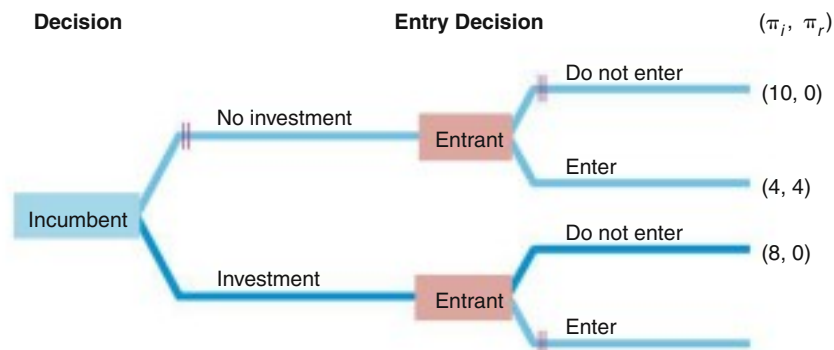 Decision Entry Decision (πi, πr)
Do not enter
(10, 0)
No investment
Entrant
Enter
(4, 4)
Incumbent
Do not enter
(8, 0)
Investment
Entrant
Enter